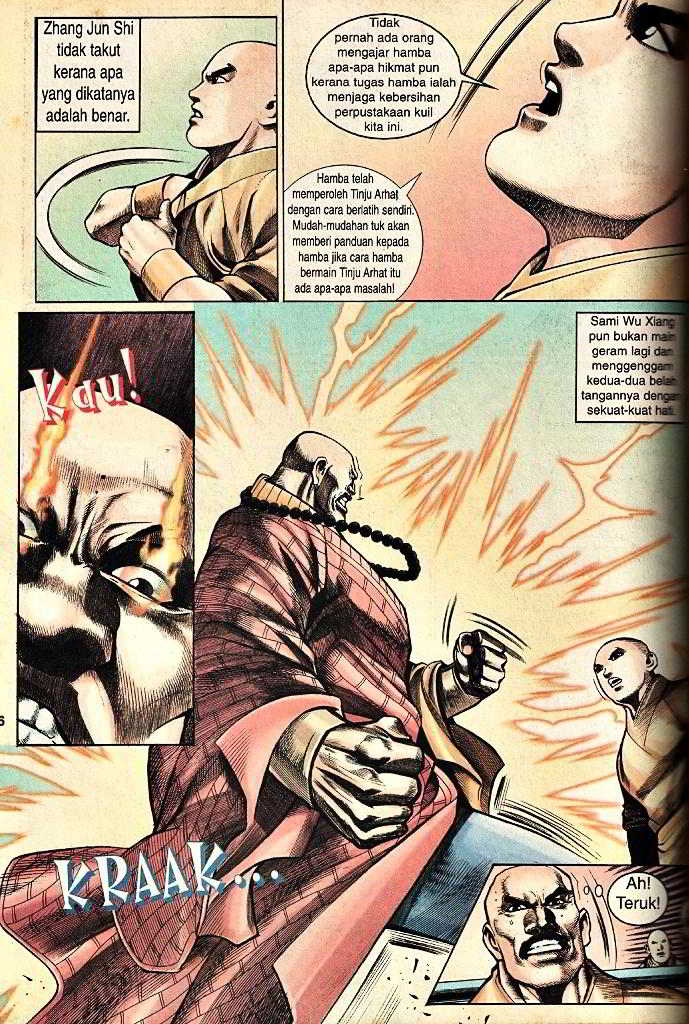 Zhang Jun Shi
tidak takut
kerana apa
yang dikatanya
adalah benar.
Tidak
pernah ada orang
mengajar hamba
apa-apa hikmat pun
kerana tugas hamba ialah
menjaga kebersihan
perpustakaan kuil
kita ini.
Hamba telah
memperoleh Tinju Arhat
dengan cara berlatih sendiri.
Mudah-mudahan tuk akan
memberi panduan kepada
hamba jika cara hamba
bermain Tinju Arhat itu
ada apa-apa masalah!
Kau!
Sami Wu Xiang
pun bukan main
geram lagi dan
menggenggam
kedua-dua belah
tangannya dengan
sekuat-kuat hati.
6
KRAAK...
Ah!
Teruk!